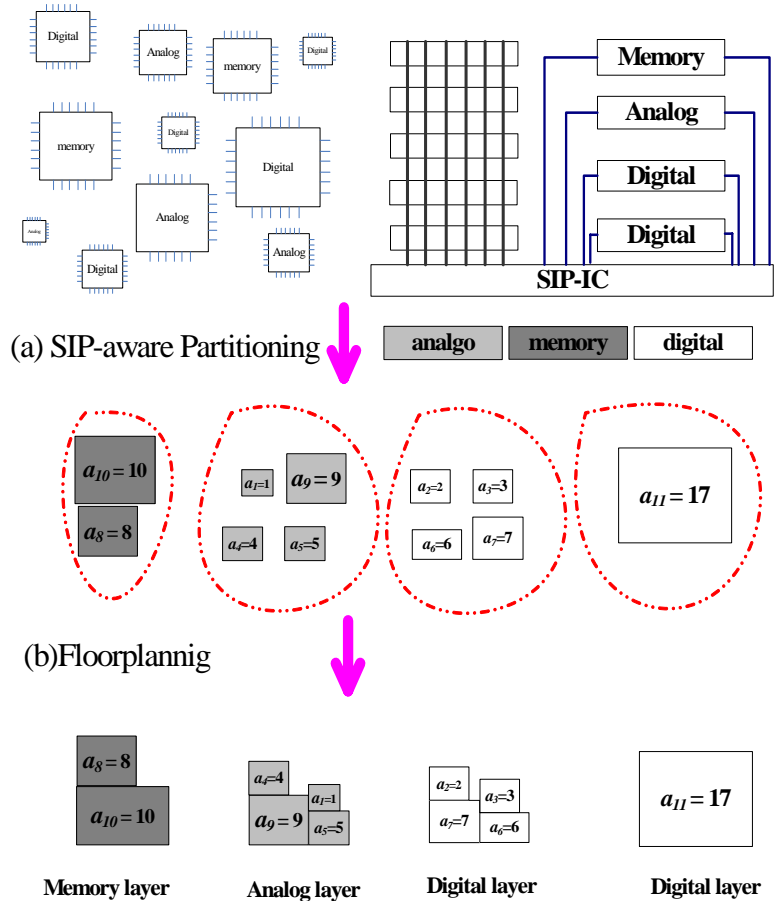 Digital
Analog
memory
Digital
memory
Digital
Digital
Analog
Analog
Digital
Analog
Memory
Analog
Digital
Digital
SIP-IC
(a) SIP-aware Partitioning
analgo
memory
digital
a10 = 10
a8 = 8
a1=1
a9 = 9
a4=4
a5=5
a2=2
a3=3
a6=6
a7=7
a11 = 17
(b)Floorplannig
a8 = 8
a10 = 10
a4=4
a1=1
a9 = 9
a5=5
a2=2
a3=3
a7=7
a6=6
a11 = 17
Memory layer
Analog layer
Digital layer
Digital layer